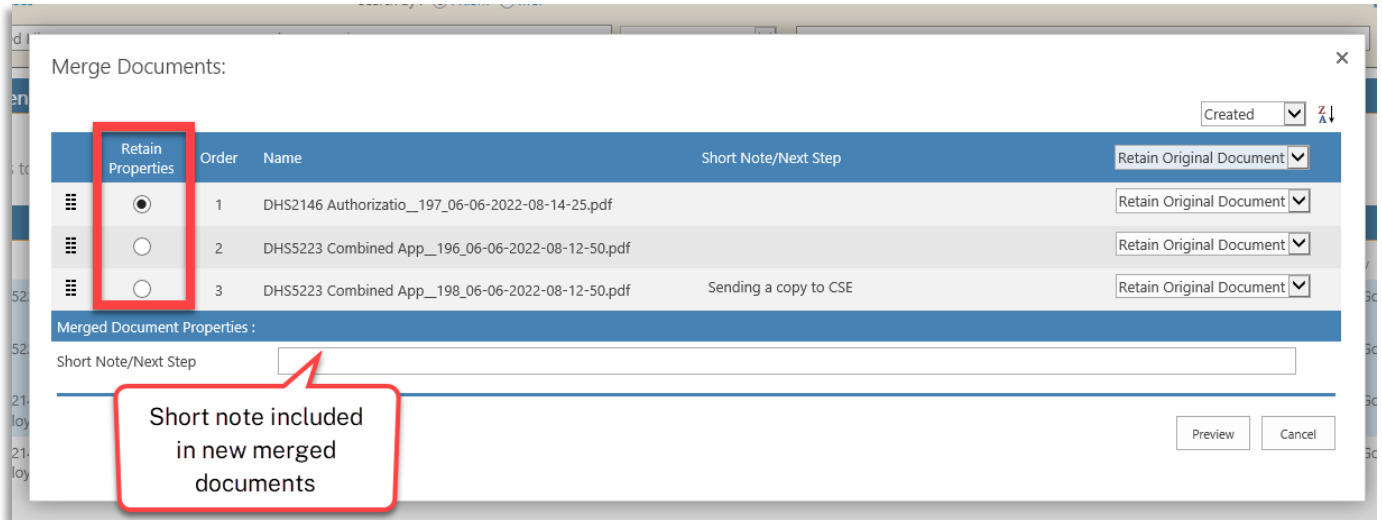 Merge Documents:
×
Created
Z
A
Retain Properties Order Name Short Note/Next Step Retain Original Document
1 DHS2146 Authorizatio__197_06-06-2022-08-14-25.pdf Retain Original Document
2 DHS5223 Combined App__196_06-06-2022-08-12-50.pdf Retain Original Document
3 DHS5223 Combined App__198_06-06-2022-08-12-50.pdf Sending a copy to CSE Retain Original Document
Merged Document Properties :
Short Note/Next Step
Short note included
in new merged
documents
Preview Cancel